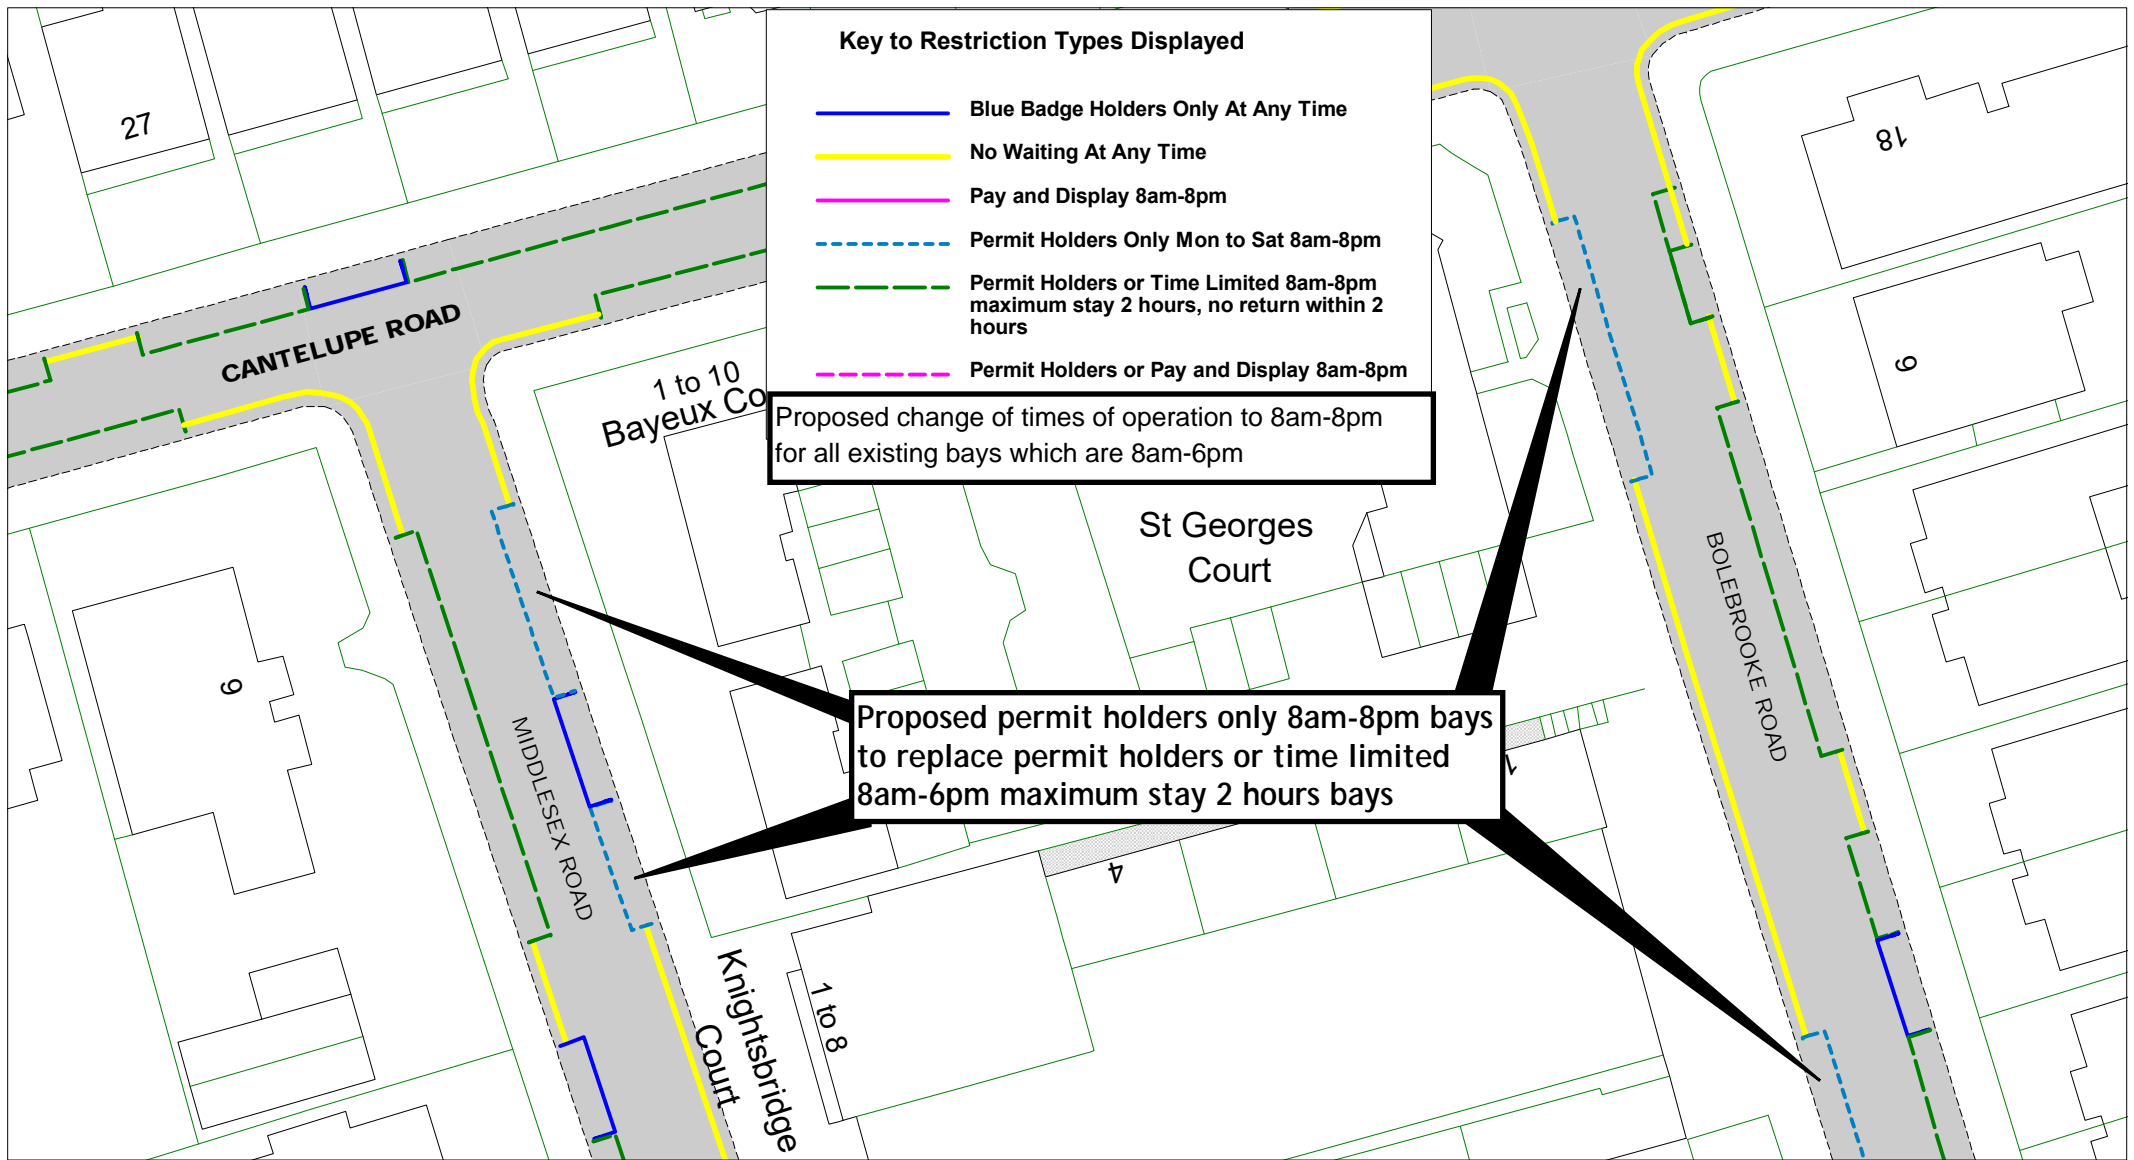 Key to Restriction Types Displayed
Blue Badge Holders Only At Any Time
No Waiting At Any Time
Pay and Display 8am-8pm
Permit Holders Only Mon to Sat 8am-8pm
Permit Holders or Time Limited 8am-8pm
maximum stay 2 hours, no return within 2
hours
Permit Holders or Pay and Display 8am-8pm
Proposed change of times of operation to 8am-8pm
for all existing bays which are 8am-6pm
27
18
CANTELUPE ROAD
1 to 10
Bayeux Co
9
St Georges
Court
BOLEBROOKE ROAD
9
MIDDLESEX ROAD
Proposed permit holders only 8am-8pm bays
to replace permit holders or time limited
8am-6pm maximum stay 2 hours bays
1
4
Knightsbridge
Court
1 to 8